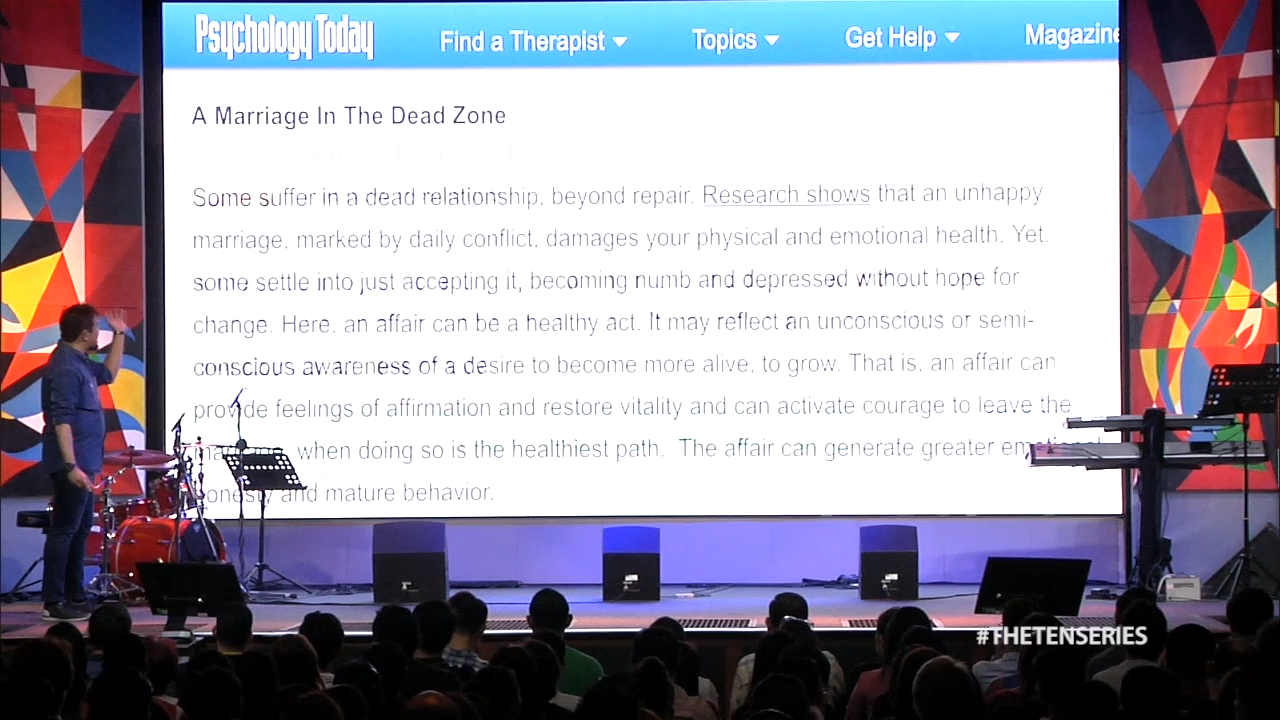 Psychology Today
Find a Therapist
Topics
Get Help
Magazine
A Marriage In The Dead Zone
Some suffer in a dead relationship, beyond repair. Research shows that an unhappy
marriage, marked by daily conflict, damages your physical and emotional health. Yet,
some settle into just accepting it, becoming numb and depressed without hope for
change. Here, an affair can be a healthy act. It may reflect an unconscious or semi-
conscious awareness of a desire to become more alive, to grow. That is, an affair can
provide feelings of affirmation and restore vitality and can activate courage to leave the
when doing so is the healthiest path. The affair can generate greater emotional
honesty and mature behavior.
#THETENSERIES